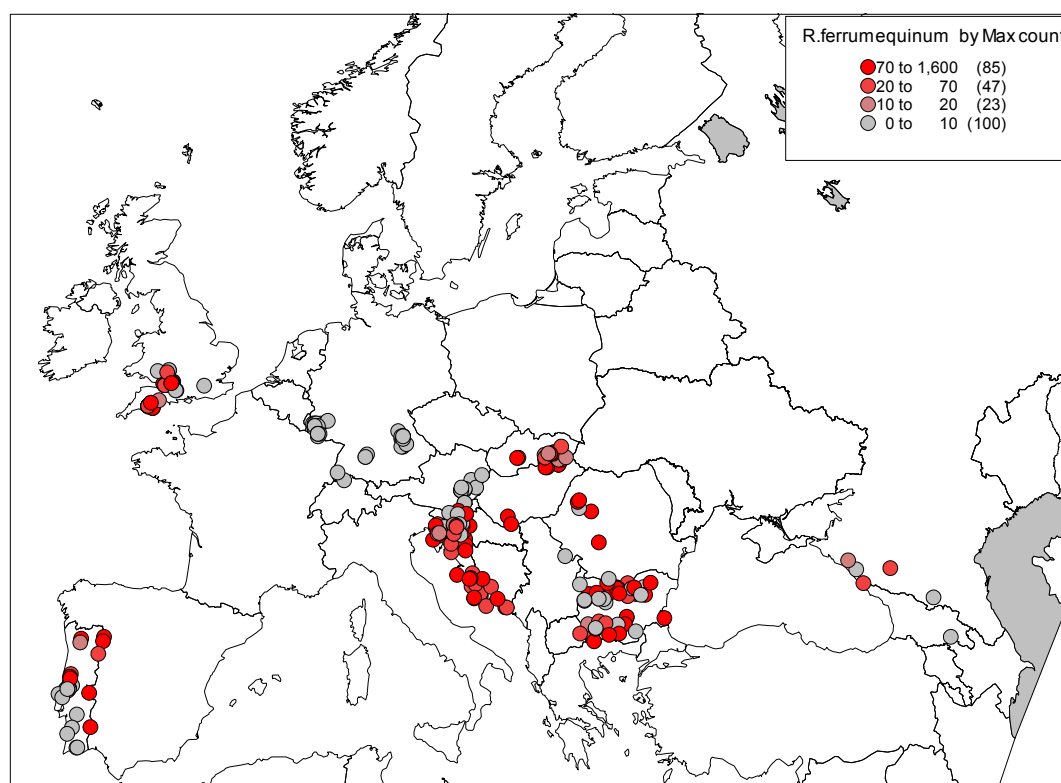 R.ferrumequinum by Max count
70 to 1,600 (85)
20 to 70 (47)
10 to 20 (23)
0 to 10 (100)